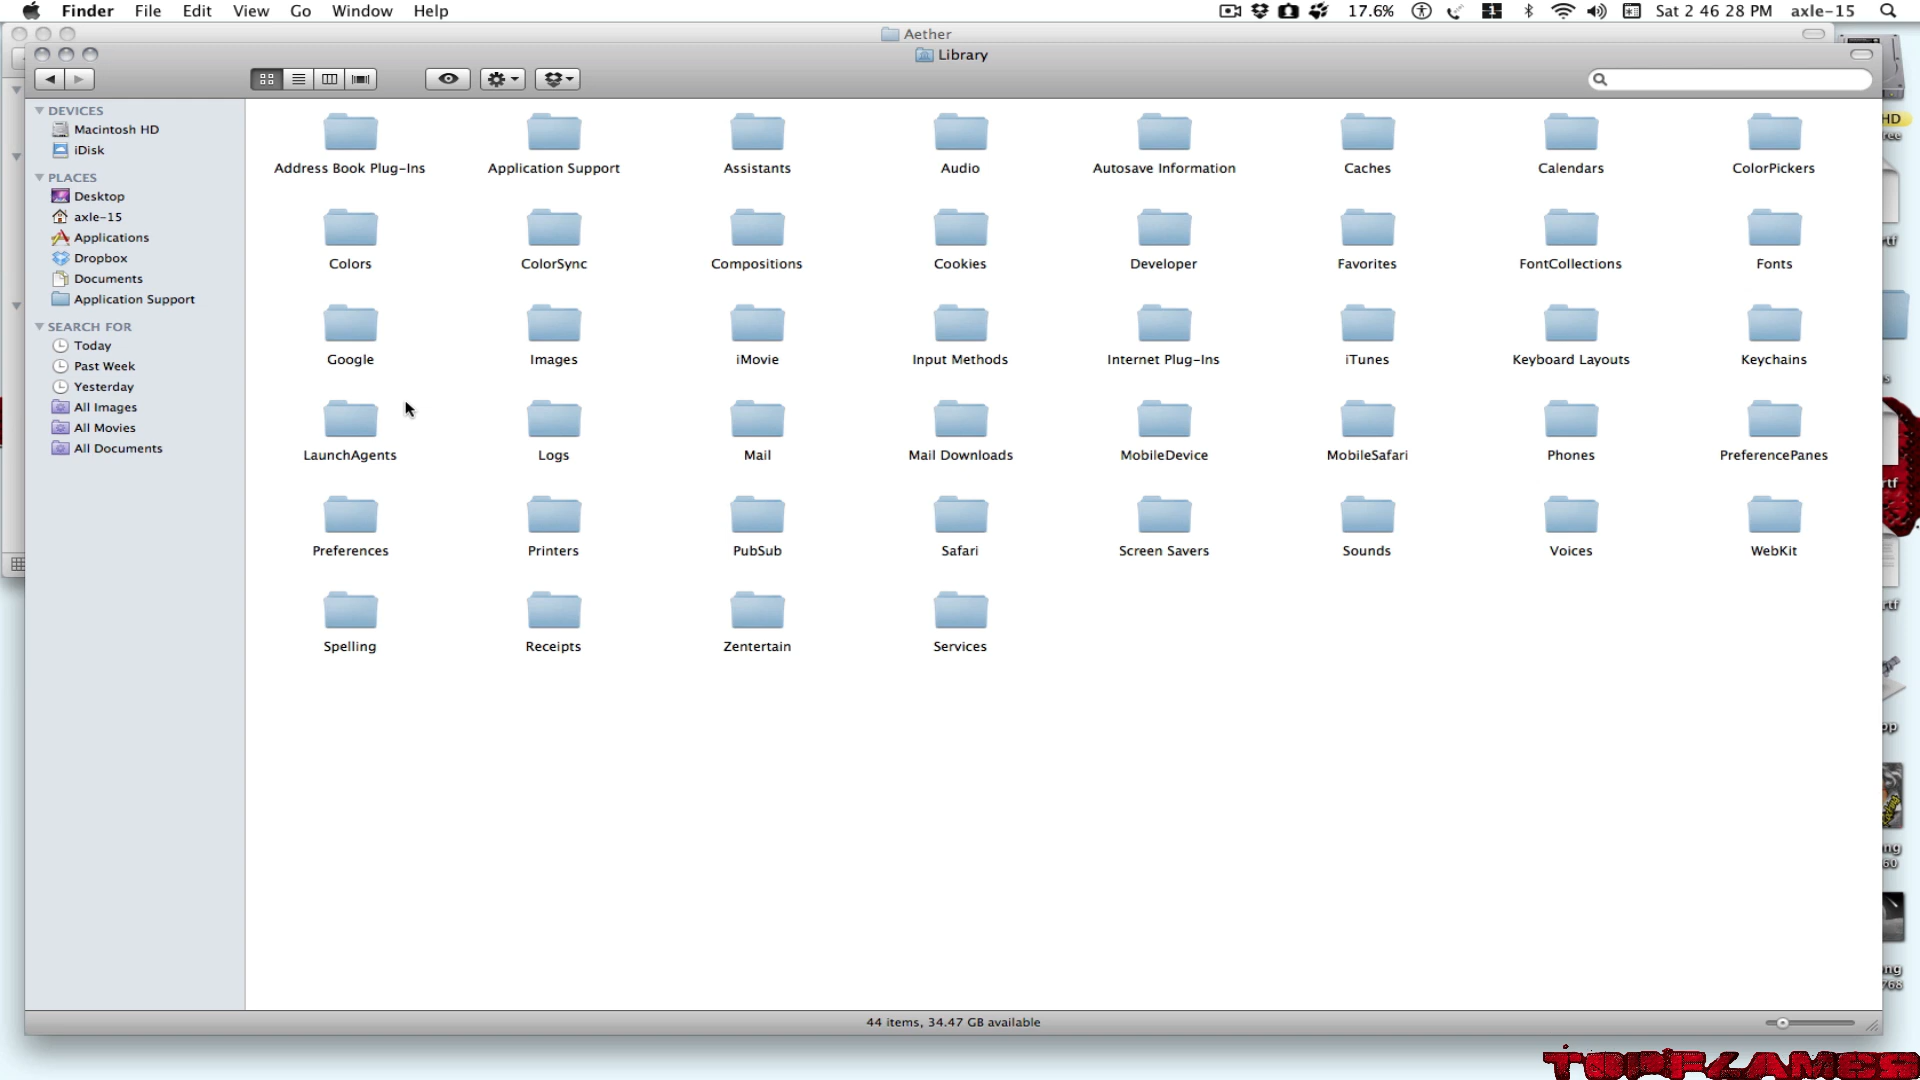 Finder File Edit View Go Window Help 17.6% Sat 2 46 28 PM axle-15
Aether
Library
DEVICES
Macintosh HD
iDisk
PLACES
Desktop
axle-15
Applications
Dropbox
Documents
Application Support
SEARCH FOR
Today
Past Week
Yesterday
All Images
All Movies
All Documents
Address Book Plug-Ins Application Support Assistants Audio Autosave Information Caches Calendars ColorPickers
Colors ColorSync Compositions Cookies Developer Favorites FontCollections Fonts
Google Images iMovie Input Methods Internet Plug-Ins iTunes Keyboard Layouts Keychains
LaunchAgents Logs Mail Mail Downloads MobileDevice MobileSafari Phones PreferencePanes
Preferences Printers PubSub Safari Screen Savers Sounds Voices WebKit
Spelling Receipts Zentertain Services
44 items, 34.47 GB available
HD
TOPFLAMES